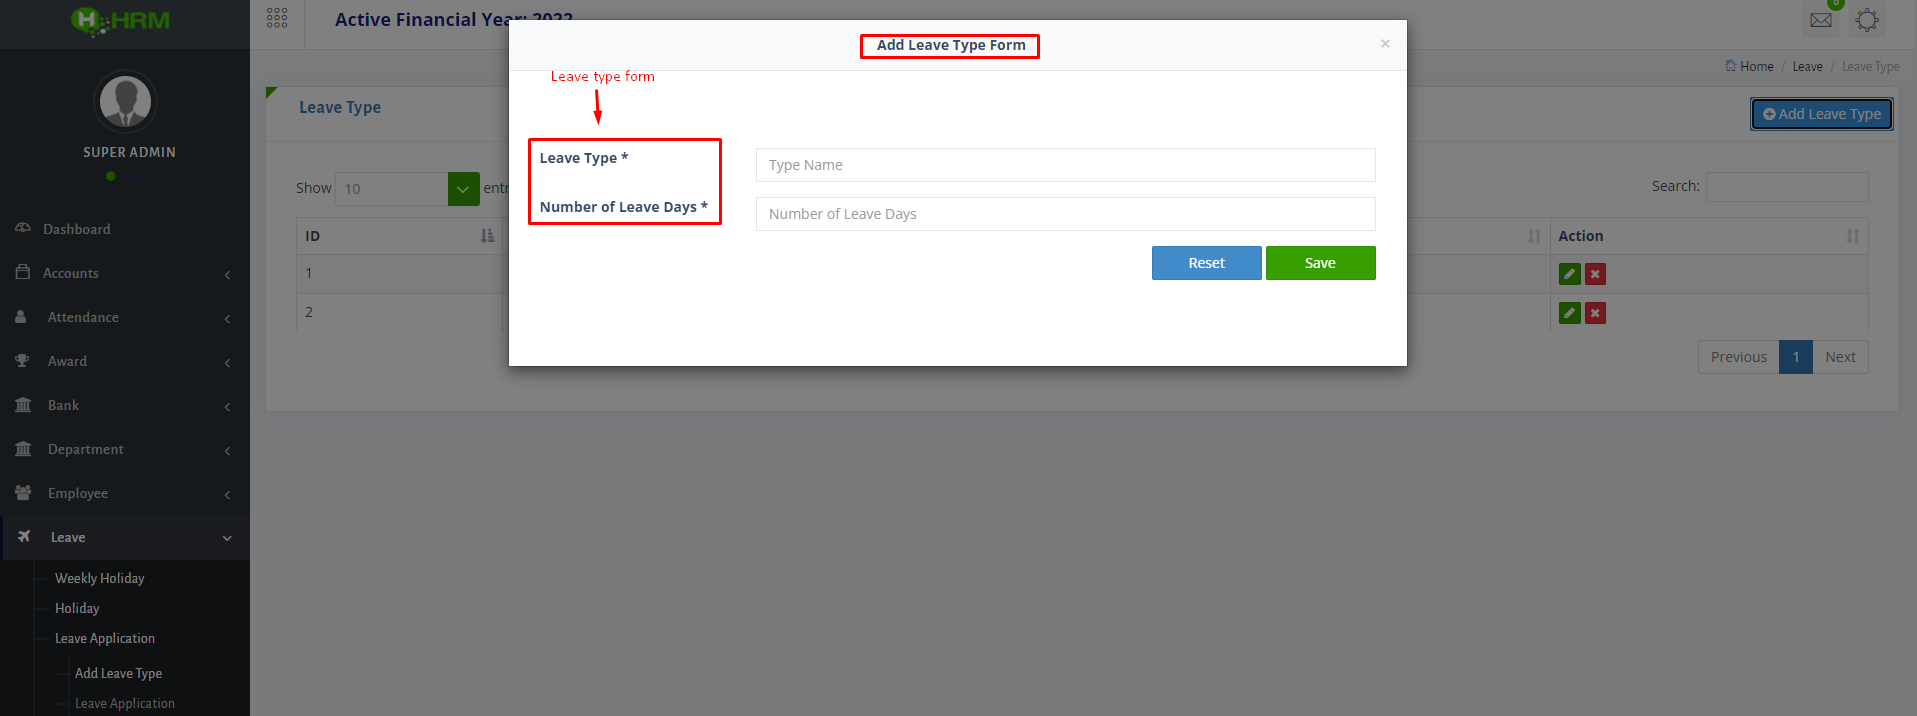 HRM
Active Financial Year: 2022
0
Add Leave Type Form
×
Home / Leave / Leave Type
Leave type form
Leave Type
Add Leave Type
SUPER ADMIN
Leave Type *
Type Name
Show 10 entr
Search:
Number of Leave Days *
Number of Leave Days
Dashboard
ID
Action
Reset
Save
Accounts
1
Attendance
2
Previous 1 Next
Award
Bank
Department
Employee
Leave
Weekly Holiday
Holiday
Leave Application
Add Leave Type
Leave Application